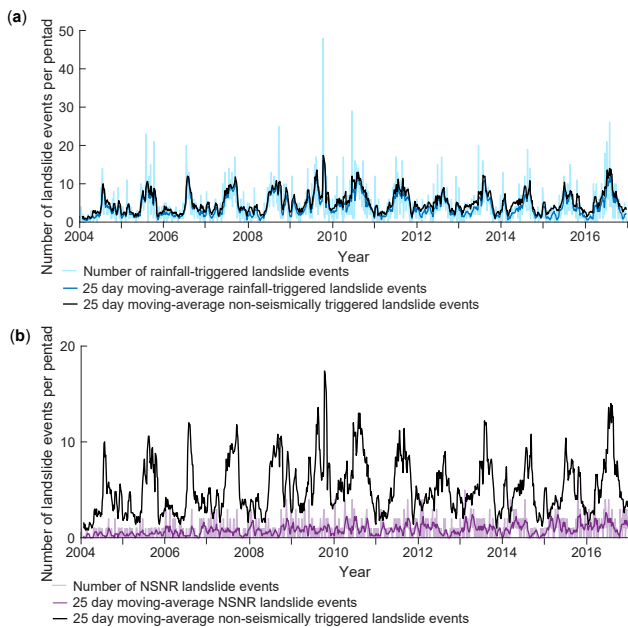 (a)
Number of landslide events per pentad
50
40
30
20
10
0
2004 2006 2008 2010 2012 2014 2016
Year
Number of rainfall-triggered landslide events
25 day moving-average rainfall-triggered landslide events
25 day moving-average non-seismically triggered landslide events
(b)
Number of landslide events per pentad
20
10
0
2004 2006 2008 2010 2012 2014 2016
Year
Number of NSNR landslide events
25 day moving-average NSNR landslide events
25 day moving-average non-seismically triggered landslide events